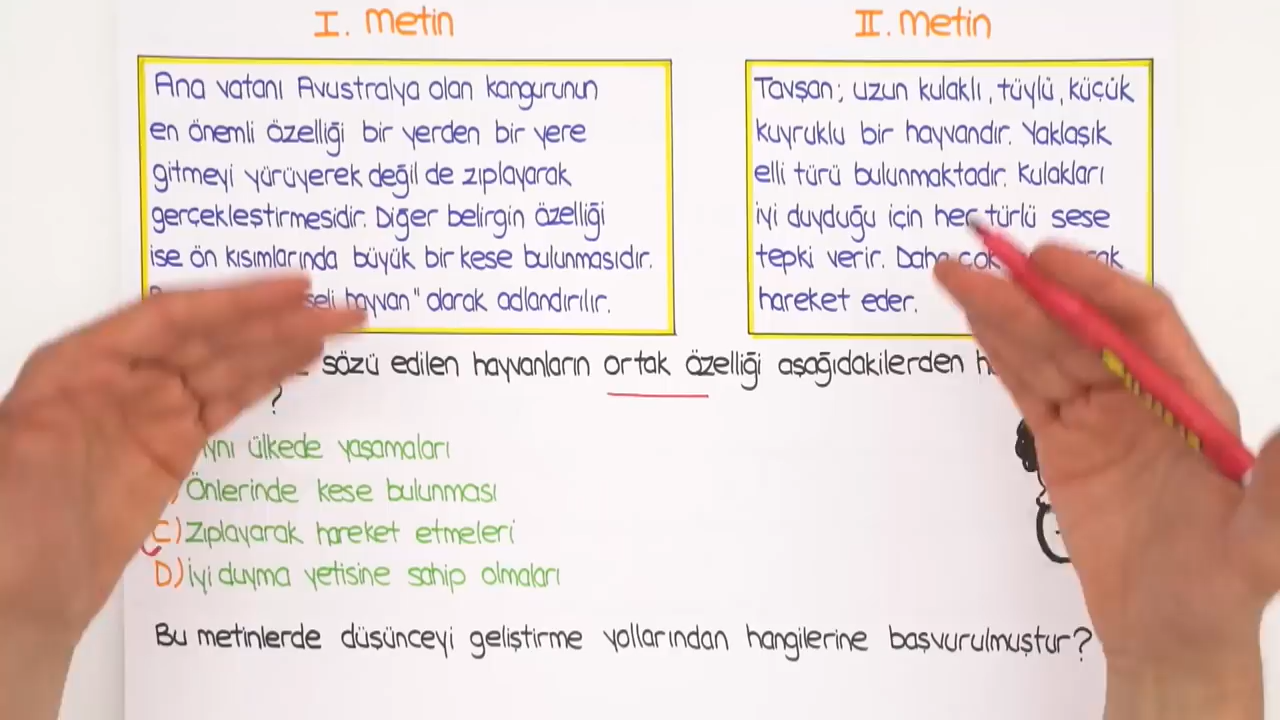 I. Metin
Ana vatanı Avustralya olan kangurunun
en önemli özelliği bir yerden bir yere
gitmeyi yürüyerek değil de zıplayarak
gerçekleştirmesidir. Diğer belirgin özelliği
ise ön kısımlarında büyük bir kese bulunmasıdır.
hayvan" olarak adlandırılır.
II. Metin
Tavşan; uzun kulaklı, tüylü, küçük
kuyruklu bir hayvandır. Yaklaşık
elli türü bulunmaktadır. Kulakları
iyi duyduğu için her türlü sese
tepki verir. Daha çok
hareket eder.
sözü edilen hayvanların ortak özelliği aşağıdakilerden
?
ülkede yaşamaları
Önlerinde kese bulunması
C) Zıplayarak hareket etmeleri
D) İyi duyma yetisine sahip olmaları
Bu metinlerde düşünceyi geliştirme yollarından hangilerine başvurulmuştur?